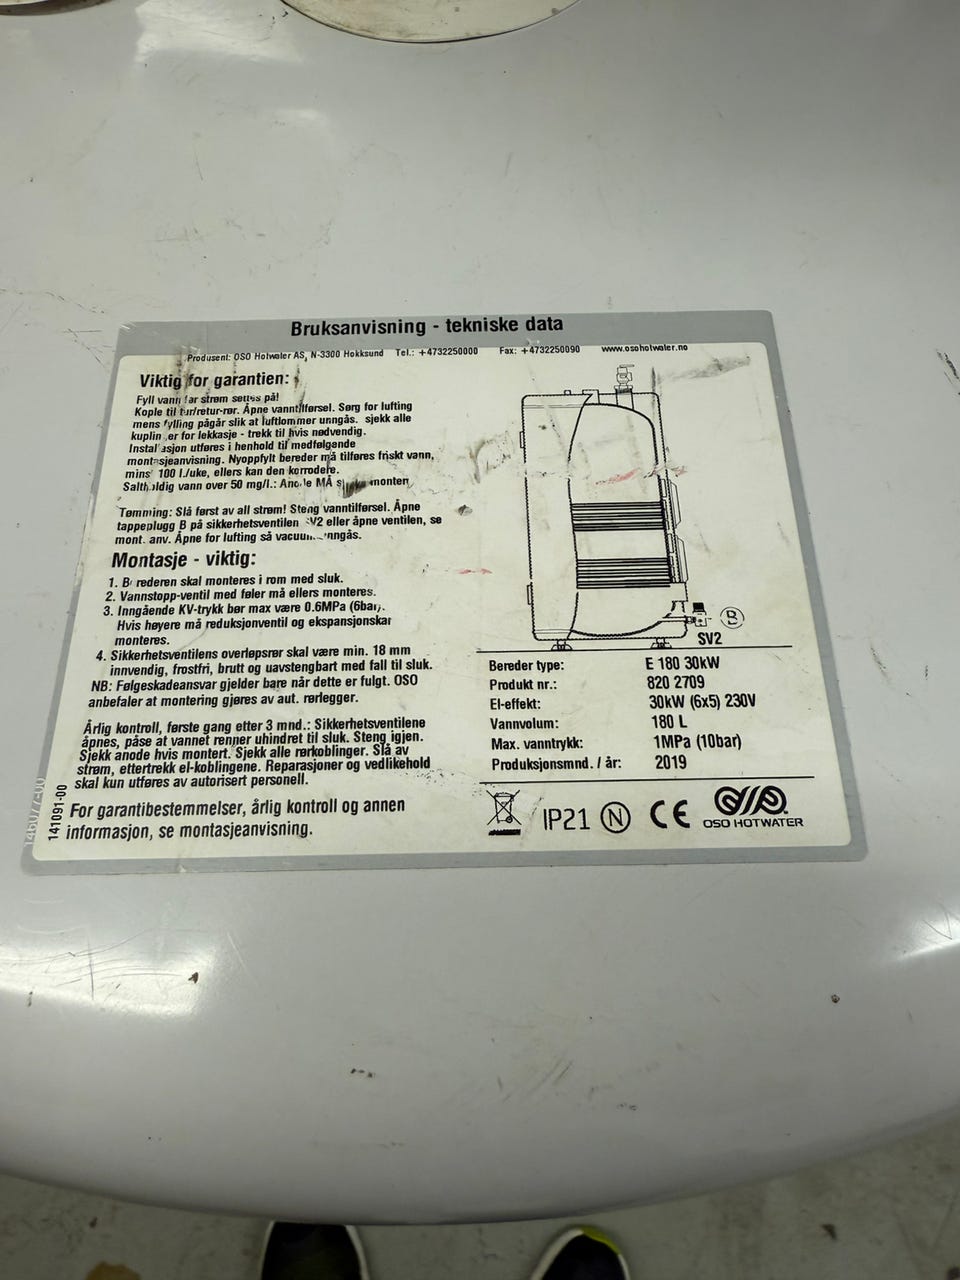 Bruksanvisning - tekniske data
Produsent: OSO Hotwater AS, N-3300 Hokksund Tel.: +4732250000 Fax: +4732250090 www.osohotwater.no
Viktig for garantien:
Fyll vann før strøm settes på!
Kople til tur/retur-rør. Åpne vanntilførsel. Sørg for lufting
mens fylling pågår slik at luftlommer unngås. sjekk alle
for lekkasje - trekk til hvis nødvendig.
utføres i henhold til medfølgende
Nyoppfylt bereder må tilføres friskt vann,
100 l./uke, ellers kan den korrodere.
vann over 50 mg/l.: MÅ
Tømming: Slå først av all strøm! Steng vanntilførsel. Åpne
tappeplugg B på sikkerhetsventilen SV2 eller åpne ventilen, se
mont. anv. Åpne for lufting så
Montasje - viktig:
1. Berederen skal monteres i rom med sluk.
2. Vannstopp-ventil med føler må ellers monteres.
3. Inngående KV-trykk bør max være 0.6MPa (6bar).
Hvis høyere må reduksjonventil og ekspansjonskar
monteres.
4. Sikkerhetsventilens overløpsrør skal være min. 18 mm
innvendig, frostfri, brutt og uavstengbart med fall til sluk.
NB: Følgeskadeansvar gjelder bare når dette er fulgt. OSO
anbefaler at montering gjøres av aut. rørlegger.
Årlig kontroll, første gang etter 3 mnd.: Sikkerhetsventilene
åpnes, påse at vannet renner uhindret til sluk. Steng igjen.
Sjekk anode hvis montert. Sjekk alle rørkoblinger. Slå av
strøm, ettertrekk el-koblingene. Reparasjoner og vedlikehold
skal kun utføres av autorisert personell.
For garantibestemmelser, årlig kontroll og annen
informasjon, se montasjeanvisning.
141091-00
B
SV2
Bereder type: E 180 30kW
Produkt nr.: 820 2709
El-effekt: 30kW (6x5) 230V
Vannvolum: 180 L
Max. vanntrykk: 1MPa (10bar)
Produksjonsmnd. / år: 2019
IP21 N CE
OSO HOTWATER